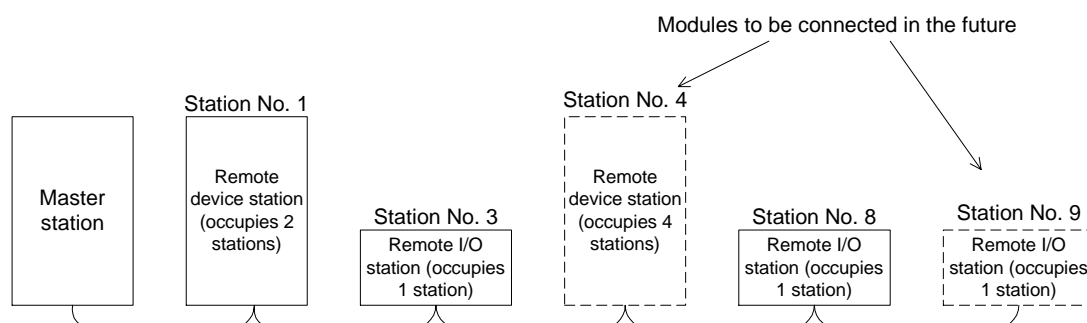 Modules to be connected in the future
Station No. 1
Station No. 4
Master
station
Remote
device station
(occupies 2
stations)
Station No. 3
Remote I/O
station (occupies
1 station)
Remote
device station
(occupies 4
stations)
Station No. 8
Remote I/O
station (occupies
1 station)
Station No. 9
Remote I/O
station (occupies
1 station)